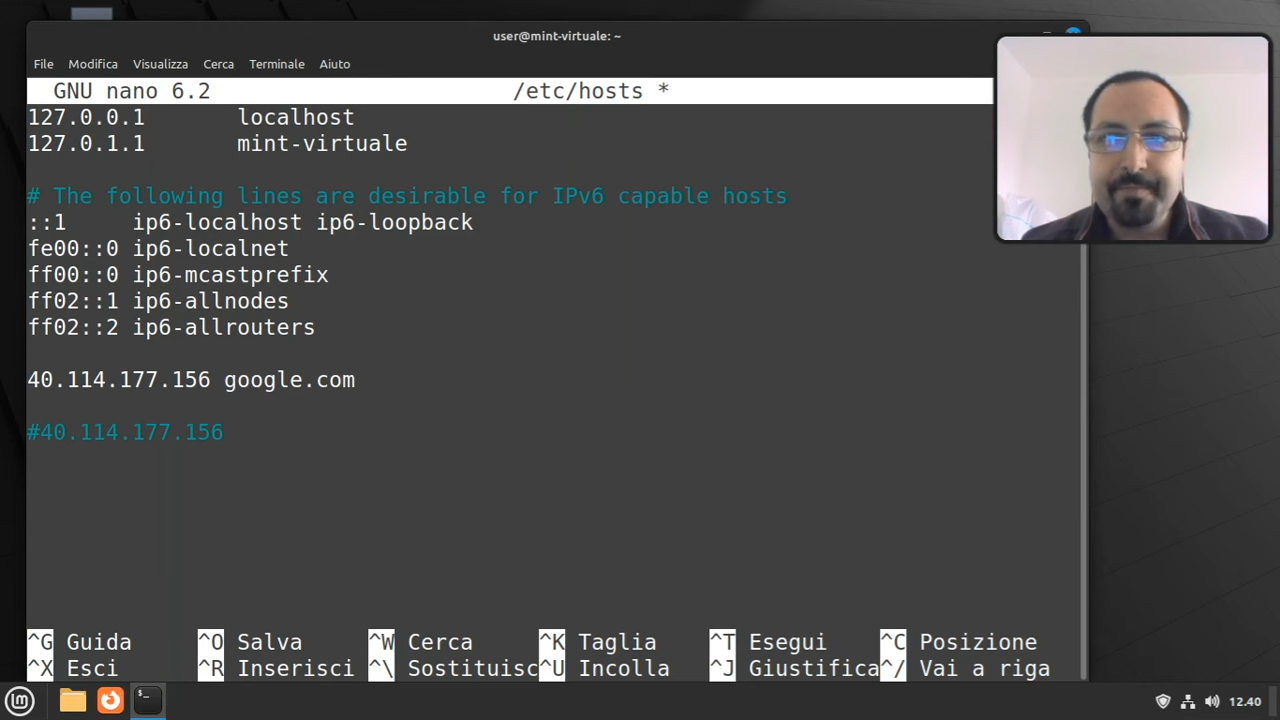 user@mint-virtuale: ~
File Modifica Visualizza Cerca Terminale Aiuto
GNU nano 6.2 /etc/hosts *
127.0.0.1 localhost
127.0.1.1 mint-virtuale
# The following lines are desirable for IPv6 capable hosts
::1 ip6-localhost ip6-loopback
fe00::0 ip6-localnet
ff00::0 ip6-mcastprefix
ff02::1 ip6-allnodes
ff02::2 ip6-allrouters
40.114.177.156 google.com
#40.114.177.156
^G Guida ^O Salva ^W Cerca ^K Taglia ^T Esegui ^C Posizione
^X Esci ^R Inserisci ^\ Sostituisc ^U Incolla ^J Giustifica ^/ Vai a riga
12.40